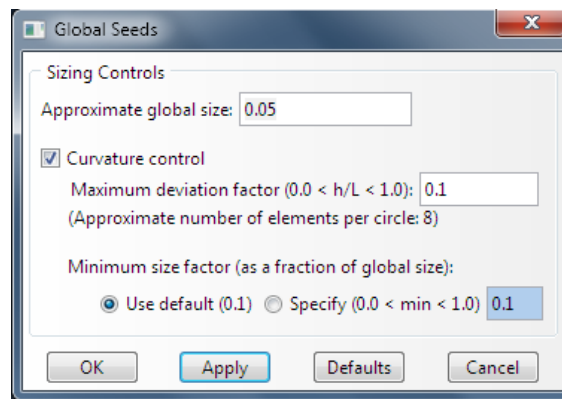 Global Seeds
Sizing Controls
Approximate global size: 0.05
Curvature control
Maximum deviation factor (0.0 < h/L < 1.0): 0.1
(Approximate number of elements per circle: 8)
Minimum size factor (as a fraction of global size):
Use default (0.1) Specify (0.0 < min < 1.0) 0.1
OK Apply Defaults Cancel